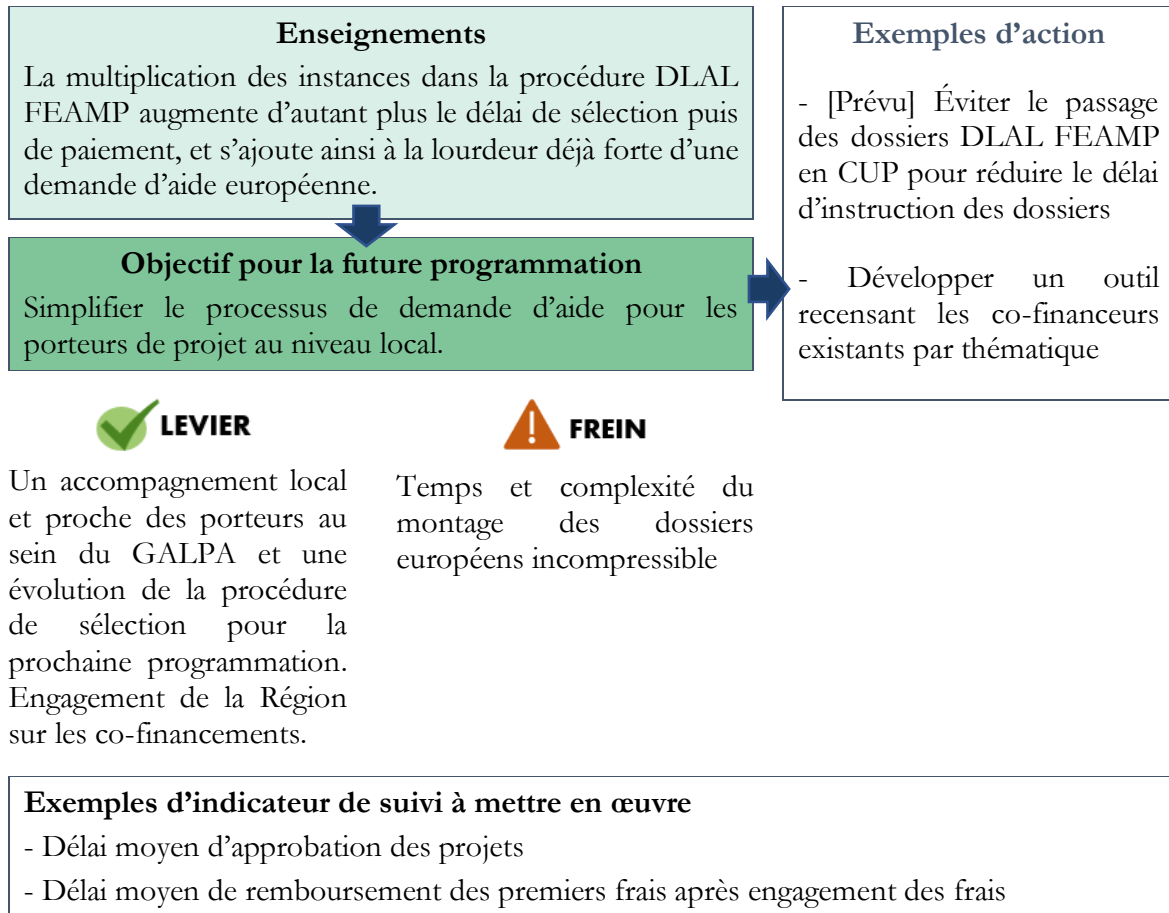 Enseignements
La multiplication des instances dans la procédure DLAL
FEAMP augmente d’autant plus le délai de sélection puis
de paiement, et s’ajoute ainsi à la lourdeur déjà forte d’une
demande d’aide européenne.
Objectif pour la future programmation
Simplifier le processus de demande d’aide pour les
porteurs de projet au niveau local.
Exemples d’action
- [Prévu] Éviter le passage
des dossiers DLAL FEAMP
en CUP pour réduire le délai
d’instruction des dossiers
- Développer un outil
recensant les co-financeurs
existants par thématique
LEVIER
Un accompagnement local
et proche des porteurs au
sein du GALPA et une
évolution de la procédure
de sélection pour la
prochaine programmation.
Engagement de la Région
sur les co-financements.
FREIN
Temps et complexité du
montage des dossiers
européens incompressible
Exemples d’indicateur de suivi à mettre en œuvre
- Délai moyen d’approbation des projets
- Délai moyen de remboursement des premiers frais après engagement des frais